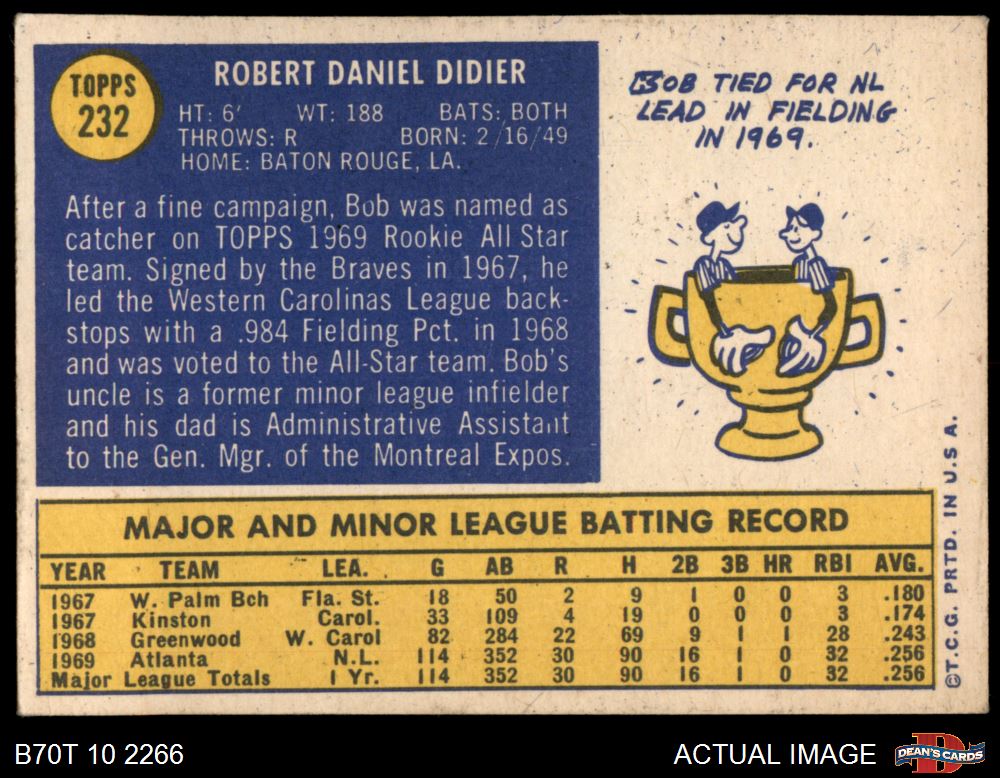 TOPPS
232
ROBERT DANIEL DIDIER
HT: 6' WT: 188 BATS: BOTH
THROWS: R BORN: 2/16/49
HOME: BATON ROUGE, LA.
After a fine campaign, Bob was named as
catcher on TOPPS 1969 Rookie All Star
team. Signed by the Braves in 1967, he
led the Western Carolinas League back-
stops with a .984 Fielding Pct. in 1968
and was voted to the All-Star team. Bob's
uncle is a former minor league infielder
and his dad is Administrative Assistant
to the Gen. Mgr. of the Montreal Expos.
BOB TIED FOR NL
LEAD IN FIELDING
IN 1969.
MAJOR AND MINOR LEAGUE BATTING RECORD
YEAR TEAM LEA. G AB R H 2B 3B HR RBI AVG.
1967 W. Palm Bch Fla. St. 18 50 2 9 1 0 0 3 .180
1967 Kinston Carol. 33 109 4 19 0 0 0 3 .174
1968 Greenwood W. Carol 82 284 22 69 9 1 1 28 .243
1969 Atlanta N.L. 114 352 30 90 16 1 0 32 .256
Major League Totals 1 Yr. 114 352 30 90 16 1 0 32 .256
©T.C.G. PRTD. IN U.S.A.
B70T 10 2266
ACTUAL IMAGE
DEAN'S CARDS